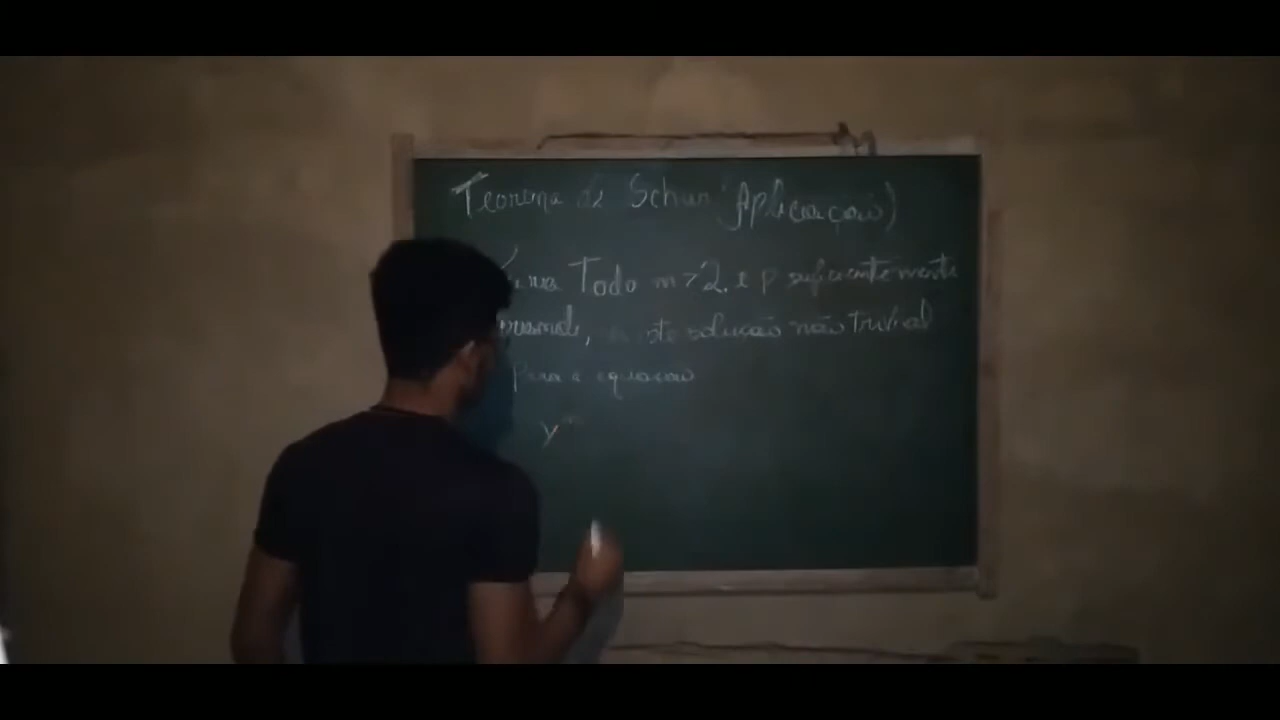 Teorema de Schur (Aplicação)
Para Todo m > 2. e p suficientemente
grande, existe solução não trivial
Para a equação
y